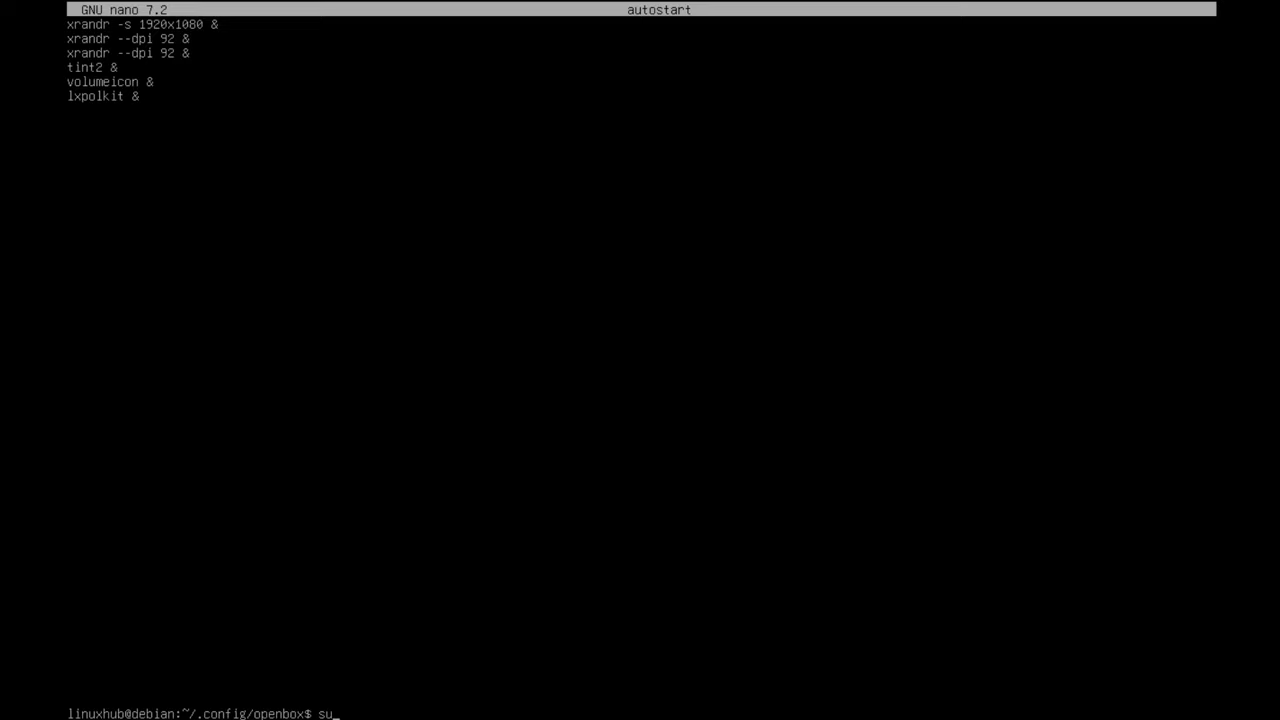 GNU nano 7.2 autostart
xrandr -s 1920x1080 &
xrandr --dpi 92 &
xrandr --dpi 92 &
tint2 &
volumeicon &
lxpolkit &
linuxhub@debian:~/.config/openbox$ su_